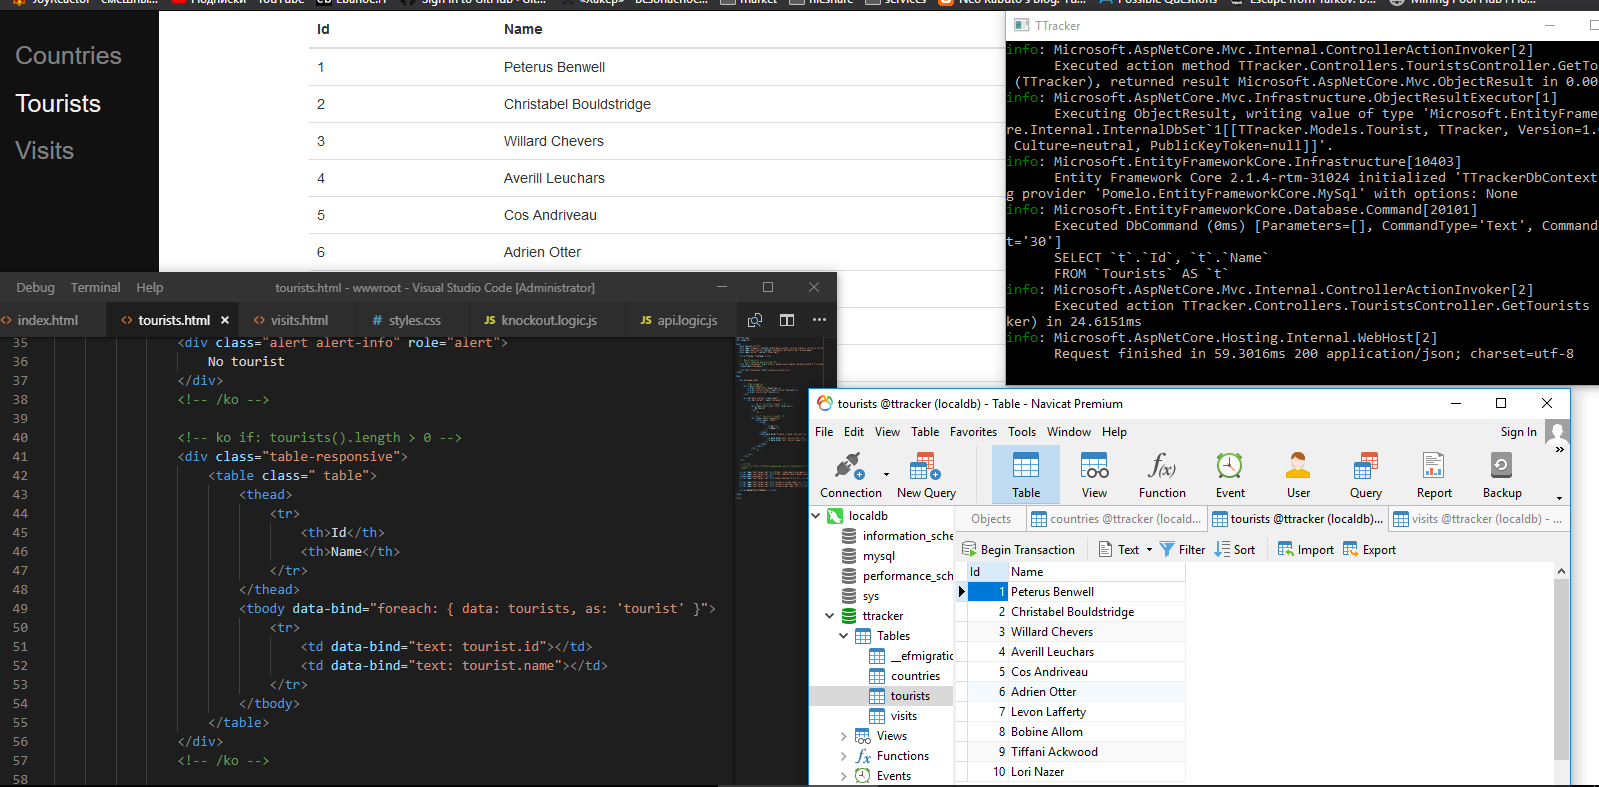 Countries
Tourists
Visits
Id Name
1 Peterus Benwell
2 Christabel Bouldstridge
3 Willard Chevers
4 Averill Leuchars
5 Cos Andriveau
6 Adrien Otter
TTracker
info: Microsoft.AspNetCore.Mvc.Internal.ControllerActionInvoker[2]
Executed action method TTracker.Controllers.TouristsController.GetTo
(TTracker), returned result Microsoft.AspNetCore.Mvc.ObjectResult in 0.00
info: Microsoft.AspNetCore.Mvc.Infrastructure.ObjectResultExecutor[1]
Executing ObjectResult, writing value of type 'Microsoft.EntityFrame
re.Internal.InternalDbSet`1[[TTracker.Models.Tourist, TTracker, Version=1.
Culture=neutral, PublicKeyToken=null]]'.
info: Microsoft.EntityFrameworkCore.Infrastructure[10403]
Entity Framework Core 2.1.4-rtm-31024 initialized 'TTrackerDbContext
g provider 'Pomelo.EntityFrameworkCore.MySql' with options: None
info: Microsoft.EntityFrameworkCore.Database.Command[20101]
Executed DbCommand (0ms) [Parameters=[], CommandType='Text', Command
t='30']
SELECT `t`.`Id`, `t`.`Name`
FROM `Tourists` AS `t`
info: Microsoft.AspNetCore.Mvc.Internal.ControllerActionInvoker[2]
Executed action TTracker.Controllers.TouristsController.GetTourists
ker) in 24.6151ms
info: Microsoft.AspNetCore.Hosting.Internal.WebHost[2]
Request finished in 59.3016ms 200 application/json; charset=utf-8
Debug Terminal Help tourists.html - wwwroot - Visual Studio Code [Administrator]
<> index.html <> tourists.html × <> visits.html # styles.css JS knockout.logic.js JS api.logic.js
35 <div class="alert alert-info" role="alert">
36 No tourist
37 </div>
38 <!-- /ko -->
39
40 <!-- ko if: tourists().length > 0 -->
41 <div class="table-responsive">
42 <table class=" table">
43 <thead>
44 <tr>
45 <th>Id</th>
46 <th>Name</th>
47 </tr>
48 </thead>
49 <tbody data-bind="foreach: { data: tourists, as: 'tourist' }">
50 <tr>
51 <td data-bind="text: tourist.id"></td>
52 <td data-bind="text: tourist.name"></td>
53 </tr>
54 </tbody>
55 </table>
56 </div>
57 <!-- /ko -->
58
tourists @ttracker (localdb) - Table - Navicat Premium
File Edit View Table Favorites Tools Window Help Sign In
Connection New Query Table View Function Event User Query Report Backup
localdb
information_sche
mysql
performance_sch
sys
ttracker
Tables
__efmigratic
countries
tourists
visits
Views
Functions
Events
Objects countries @ttracker (locald... tourists @ttracker (localdb)... visits @ttracker (localdb) - ...
Begin Transaction Text Filter Sort Import Export
Id Name
1 Peterus Benwell
2 Christabel Bouldstridge
3 Willard Chevers
4 Averill Leuchars
5 Cos Andriveau
6 Adrien Otter
7 Levon Lafferty
8 Bobine Allom
9 Tiffani Ackwood
10 Lori Nazer